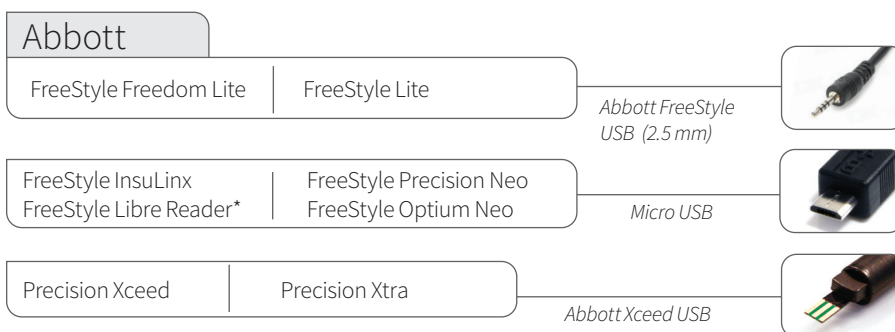 Abbott
FreeStyle Freedom Lite
FreeStyle Lite
Abbott FreeStyle
USB (2.5 mm)
FreeStyle InsuLinx
FreeStyle Libre Reader*
FreeStyle Precision Neo
FreeStyle Optium Neo
Micro USB
Precision Xceed
Precision Xtra
Abbott Xceed USB